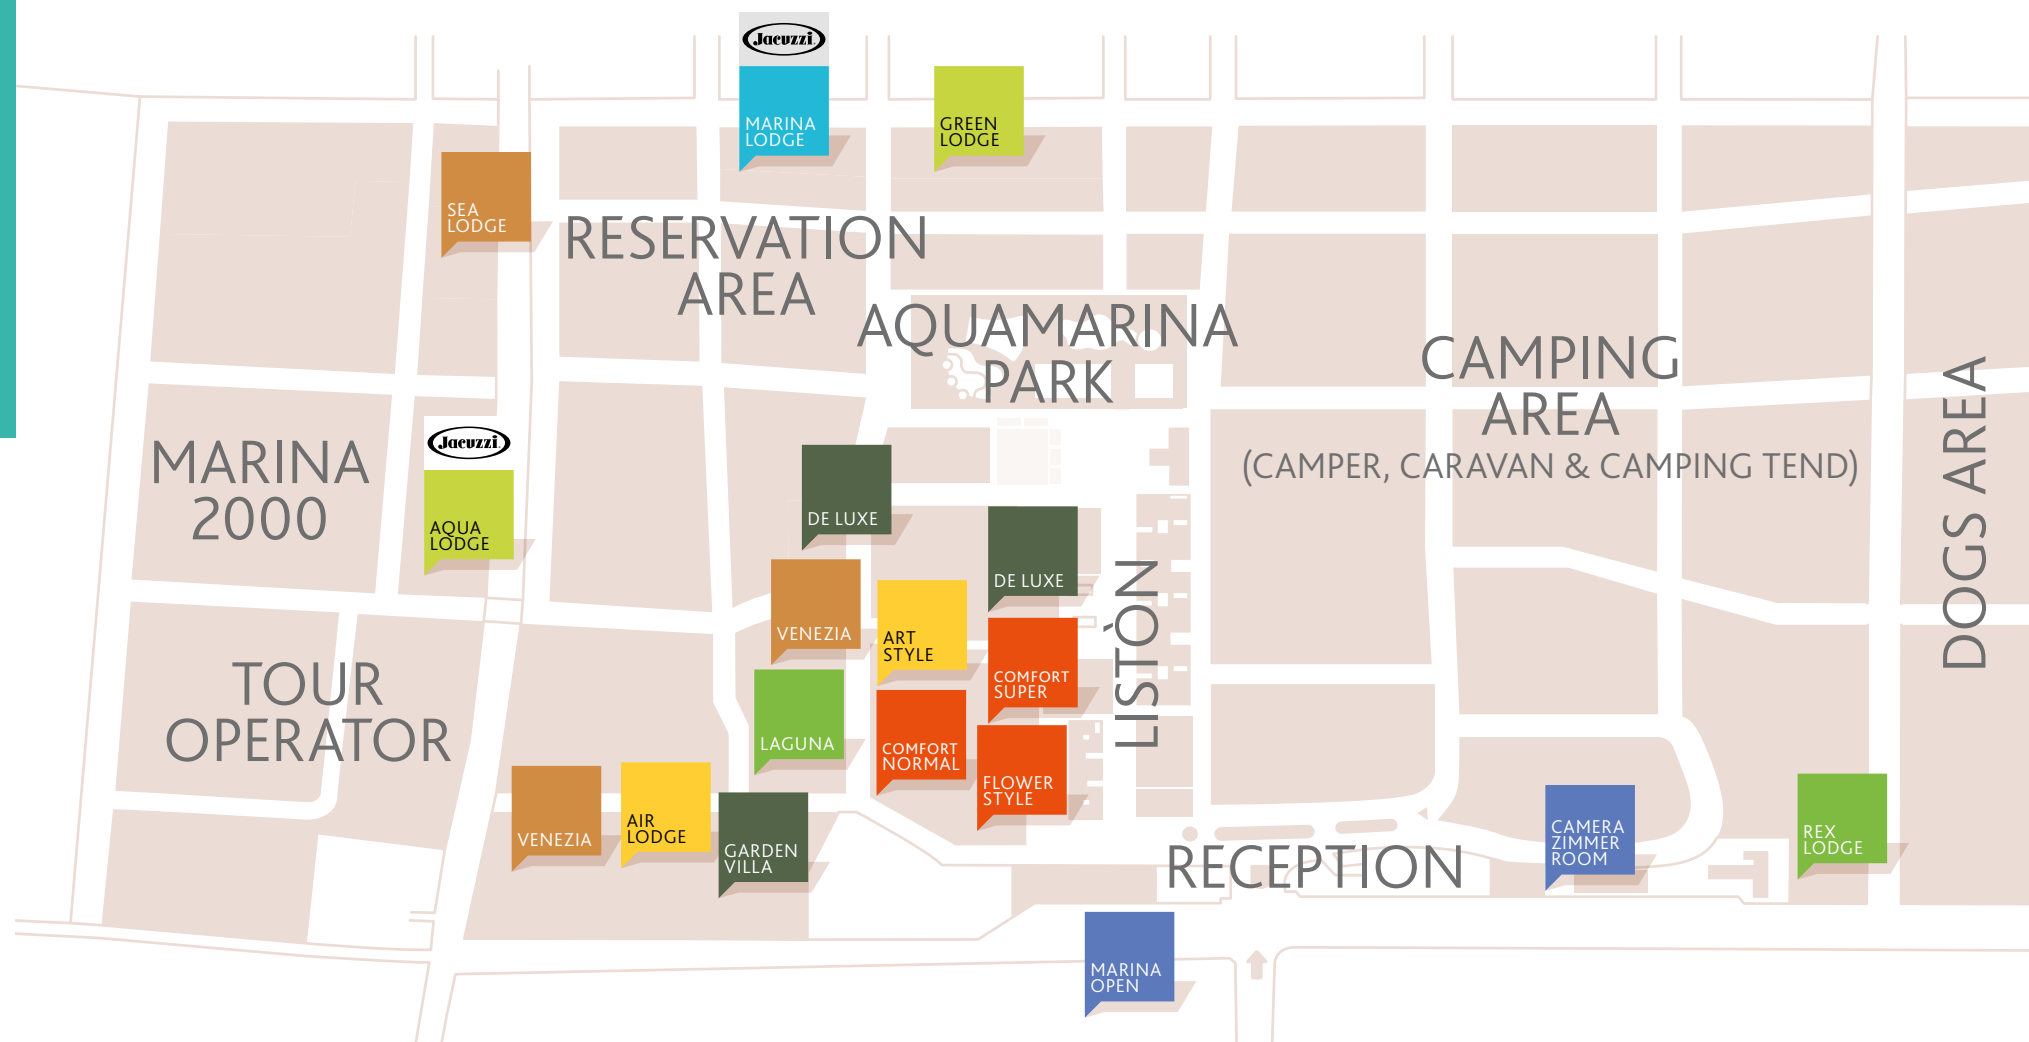 Jacuzzi
MARINA
LODGE
GREEN
LODGE
SEA
LODGE
RESERVATION
AREA
AQUAMARINA
PARK
CAMPING
AREA
(CAMPER, CARAVAN & CAMPING TEND)
DOGS AREA
MARINA
2000
Jacuzzi
AQUA
LODGE
DE LUXE
DE LUXE
VENEZIA
ART
STYLE
COMFORT
SUPER
LISTÒN
TOUR
OPERATOR
LAGUNA
COMFORT
NORMAL
FLOWER
STYLE
VENEZIA
AIR
LODGE
GARDEN
VILLA
RECEPTION
CAMERA
ZIMMER
ROOM
REX
LODGE
MARINA
OPEN